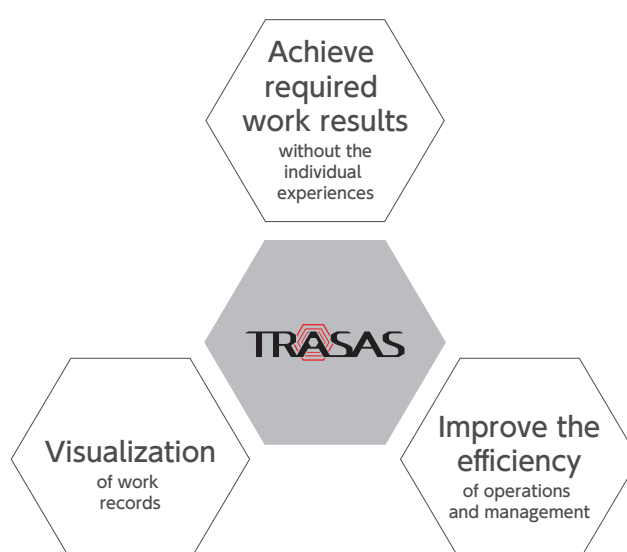 Achieve
required
work results
without the
individual
experiences
TRASAS
Visualization
of work
records
Improve the
efficiency
of operations
and management